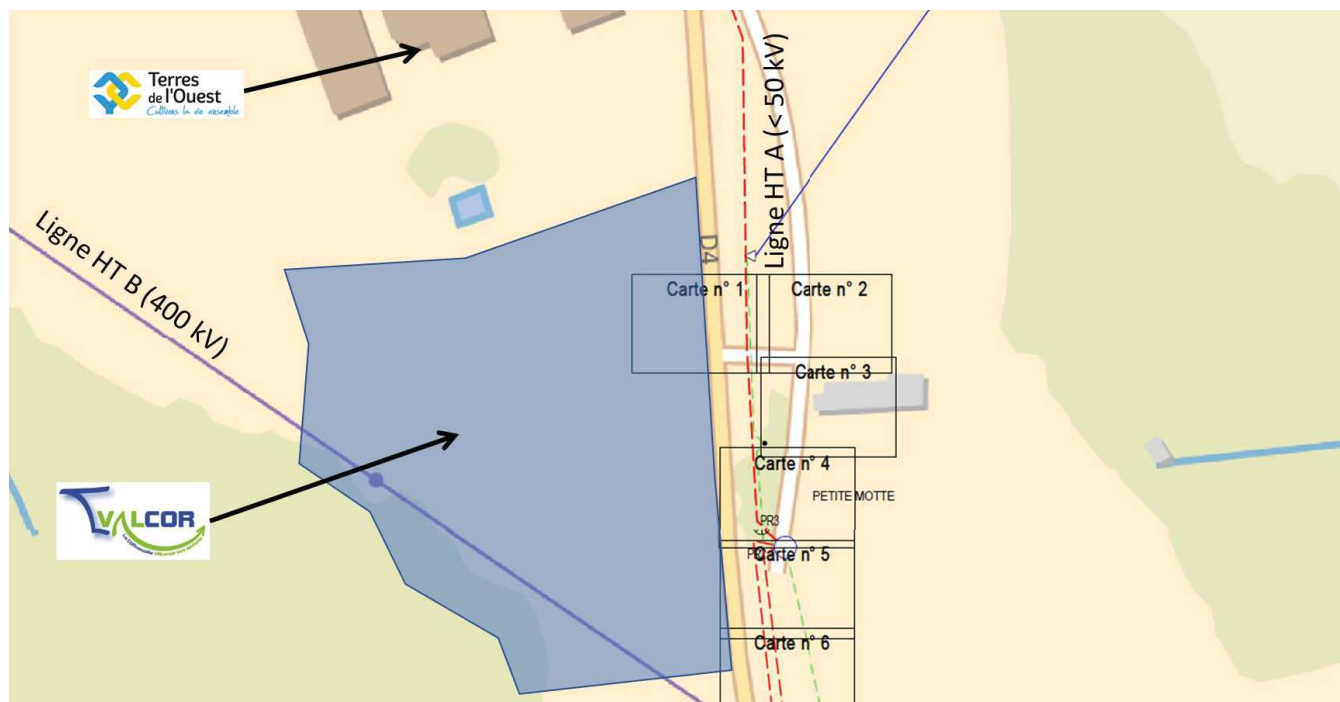 Terres
de l'Ouest
Cultivons la vie ensemble
Ligne HT A (< 50 kV)
Ligne HT B (400 kV)
D4
Carte n° 1
Carte n° 2
Carte n° 3
Carte n° 4
PETITE MOTTE
PR3
Carte n° 5
VALCOR
Carte n° 6